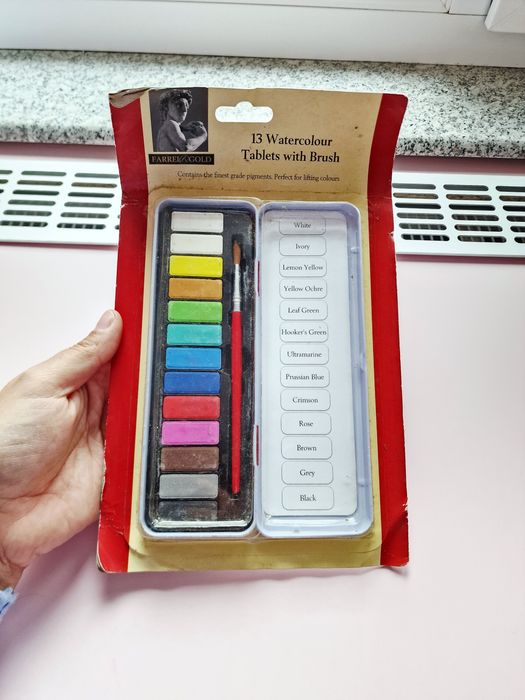 FARREL & GOLD
13 Watercolour
Tablets with Brush
Contains the finest grade pigments. Perfect for lifting colours
White
Ivory
Lemon Yellow
Yellow Ochre
Leaf Green
Hooker's Green
Ultramarine
Prussian Blue
Crimson
Rose
Brown
Grey
Black